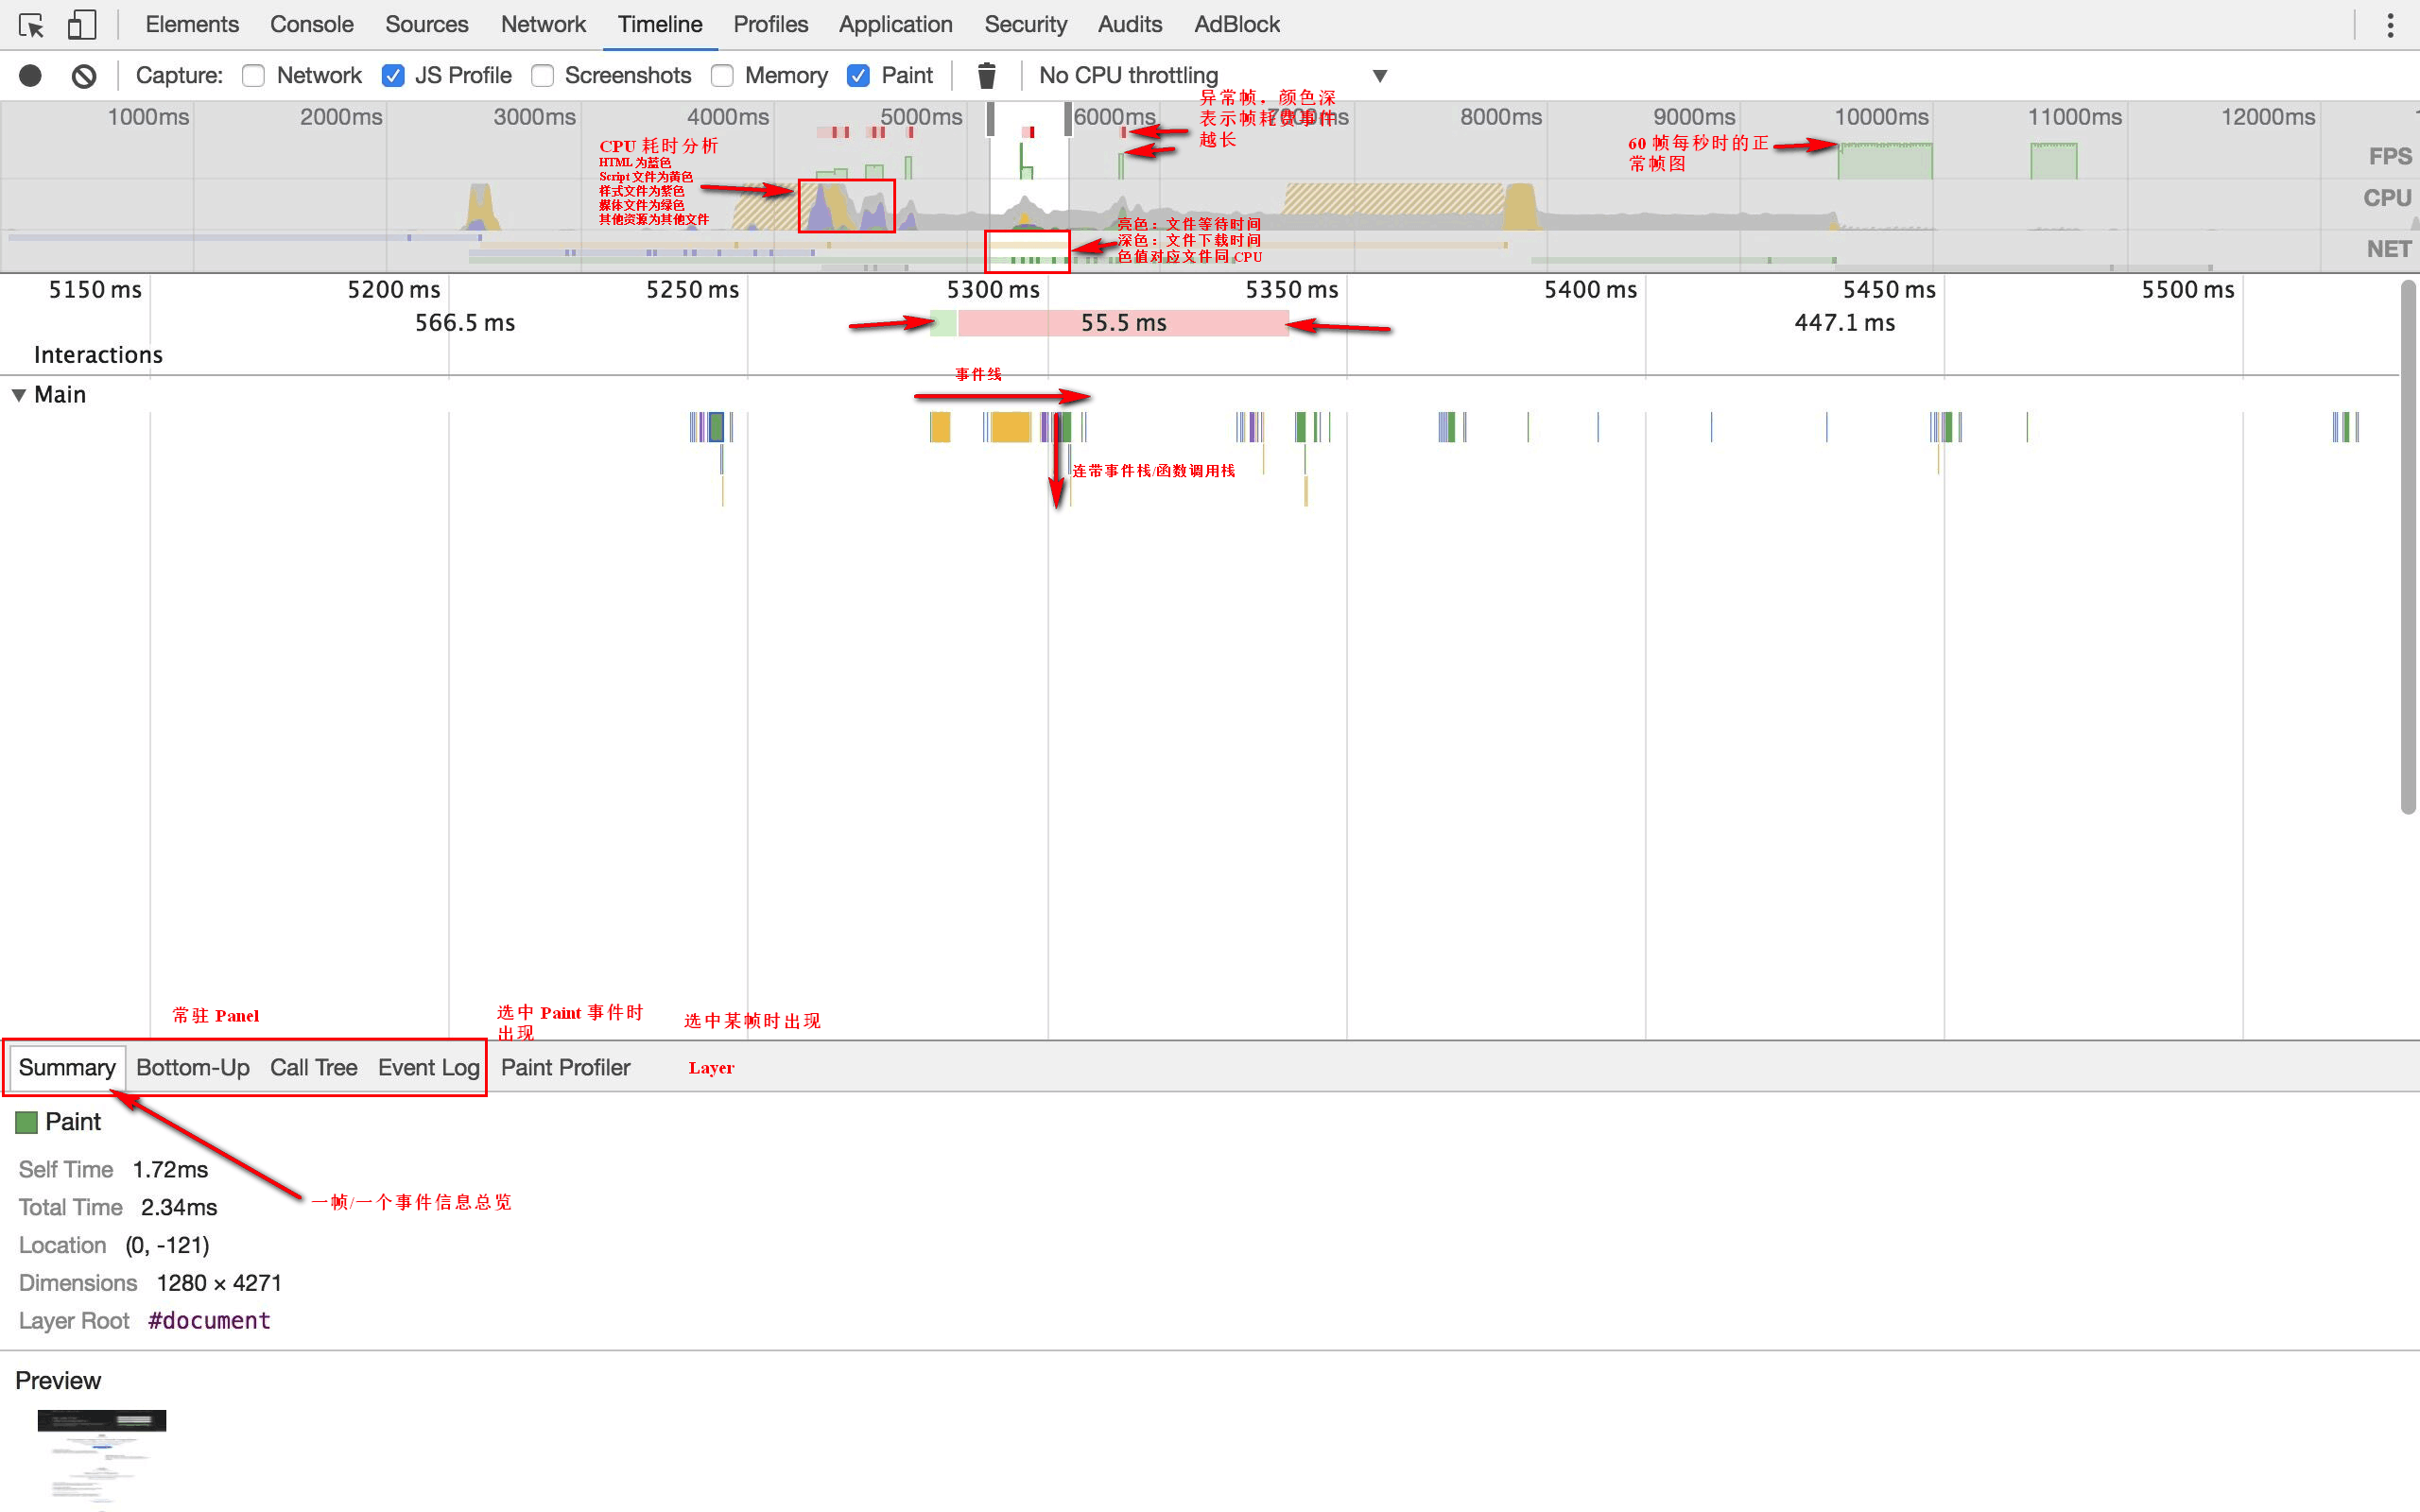 Elements Console Sources Network Timeline Profiles Application Security Audits AdBlock
Capture: Network JS Profile Screenshots Memory Paint No CPU throttling
1000ms 2000ms 3000ms 4000ms 5000ms 6000ms 7000ms 8000ms 9000ms 10000ms 11000ms 12000ms
异常帧，颜色深
表示帧耗费事件
越长
60 帧每秒时的正
常帧图
FPS
CPU
NET
CPU 耗时分析
HTML 为蓝色
Script 文件为黄色
样式文件为紫色
媒体文件为绿色
其他资源为其他文件
亮色：文件等待时间
深色：文件下载时间
色值对应文件同 CPU
5150 ms 5200 ms 5250 ms 5300 ms 5350 ms 5400 ms 5450 ms 5500 ms
566.5 ms 55.5 ms 447.1 ms
Interactions
事件线
Main
连带事件栈/函数调用栈
常驻 Panel
选中 Paint 事件时
出现
选中某帧时出现
Summary Bottom-Up Call Tree Event Log Paint Profiler Layer
Paint
Self Time 1.72ms
Total Time 2.34ms
一帧/一个事件信息总览
Location (0, -121)
Dimensions 1280 × 4271
Layer Root #document
Preview